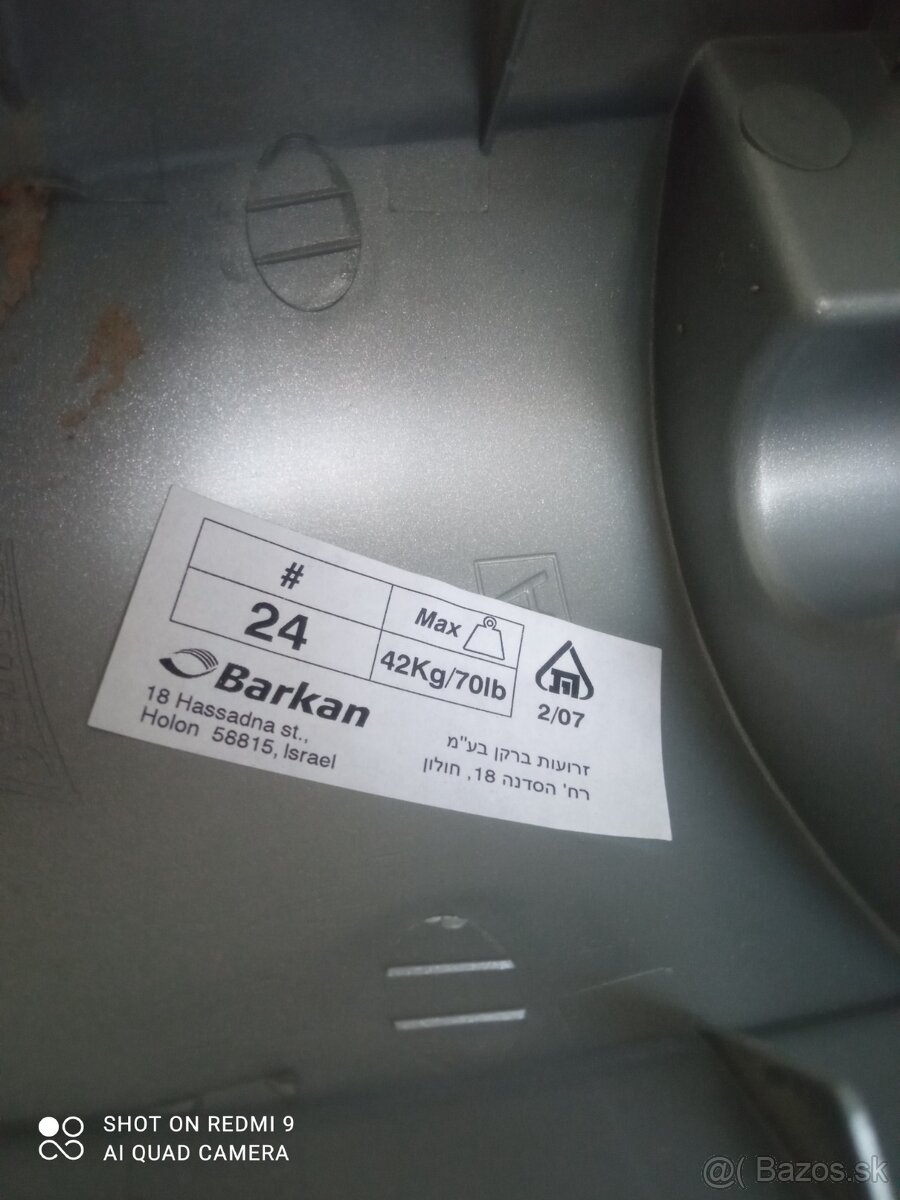 #
24
Max
42Kg/70lb
2/07
Barkan
18 Hassadna st.,
Holon 58815, Israel
זרועות ברקן בע"מ
רח' הסדנה 18, חולון
SHOT ON REDMI 9
AI QUAD CAMERA
@( Bazos.sk